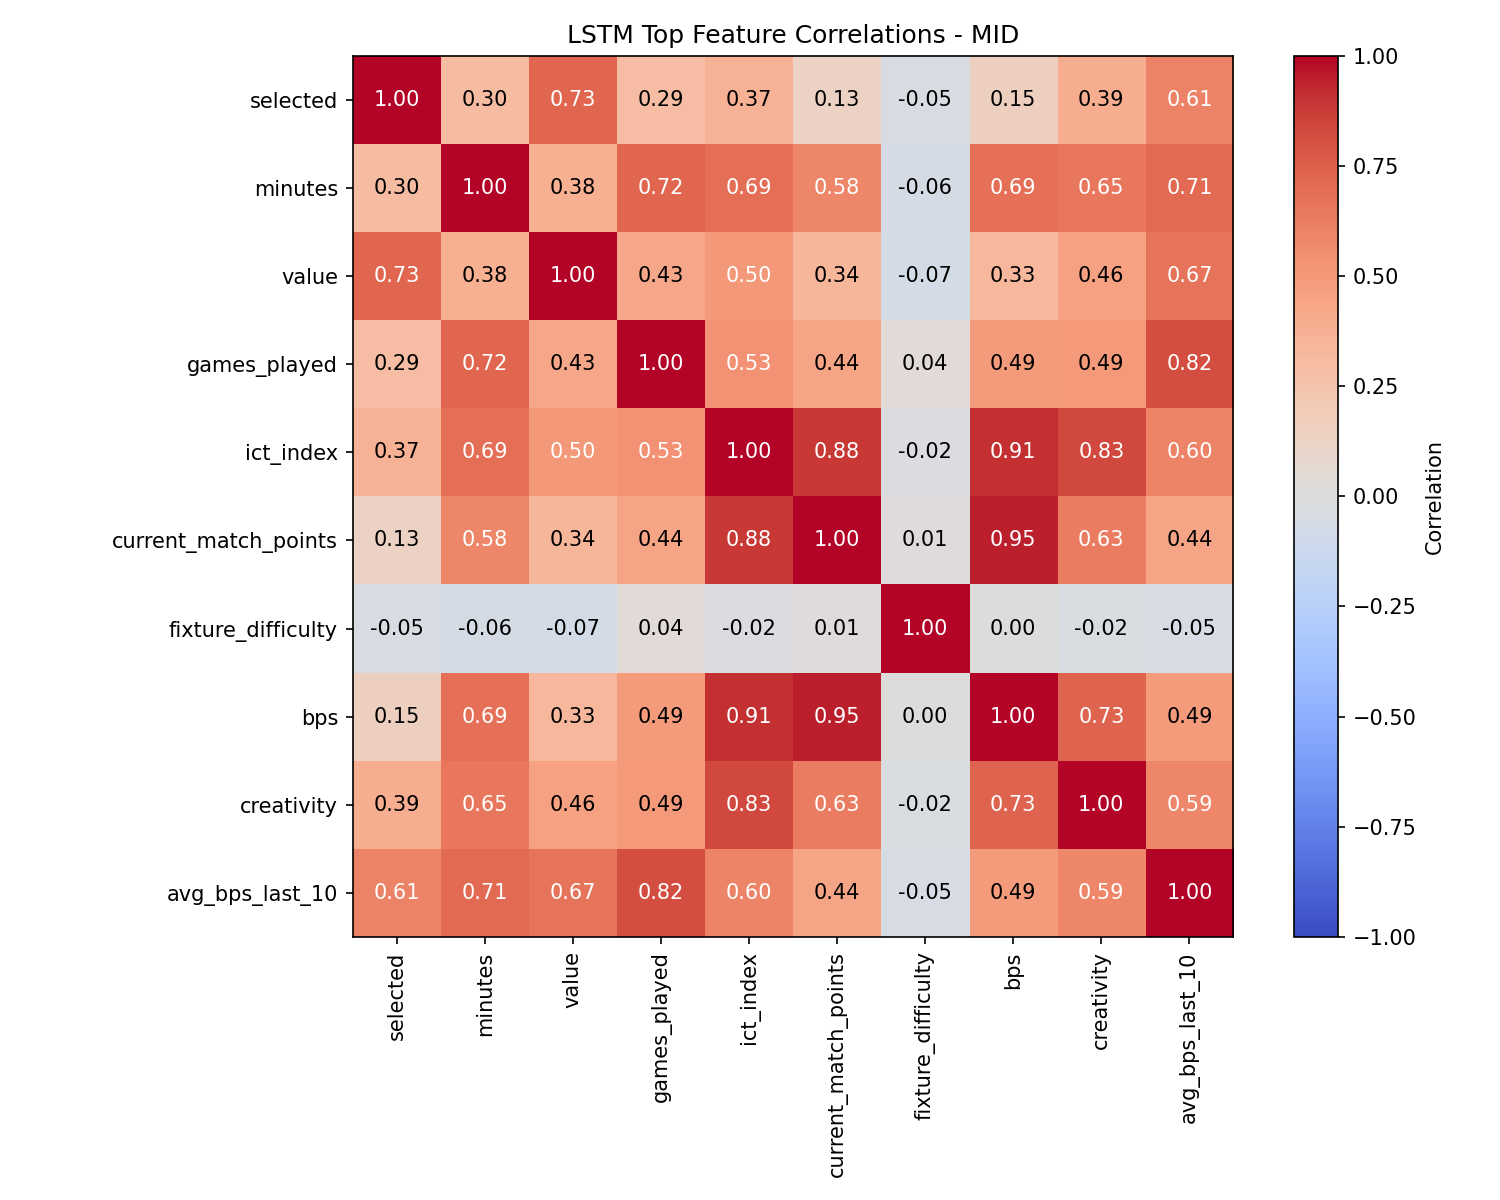 LSTM Top Feature Correlations - MID
selected 1.00 0.30 0.73 0.29 0.37 0.13 -0.05 0.15 0.39 0.61
minutes 0.30 1.00 0.38 0.72 0.69 0.58 -0.06 0.69 0.65 0.71
value 0.73 0.38 1.00 0.43 0.50 0.34 -0.07 0.33 0.46 0.67
games_played 0.29 0.72 0.43 1.00 0.53 0.44 0.04 0.49 0.49 0.82
ict_index 0.37 0.69 0.50 0.53 1.00 0.88 -0.02 0.91 0.83 0.60
current_match_points 0.13 0.58 0.34 0.44 0.88 1.00 0.01 0.95 0.63 0.44
fixture_difficulty -0.05 -0.06 -0.07 0.04 -0.02 0.01 1.00 0.00 -0.02 -0.05
bps 0.15 0.69 0.33 0.49 0.91 0.95 0.00 1.00 0.73 0.49
creativity 0.39 0.65 0.46 0.49 0.83 0.63 -0.02 0.73 1.00 0.59
avg_bps_last_10 0.61 0.71 0.67 0.82 0.60 0.44 -0.05 0.49 0.59 1.00
selected
minutes
value
games_played
ict_index
current_match_points
fixture_difficulty
bps
creativity
avg_bps_last_10
1.00
0.75
0.50
0.25
0.00
−0.25
−0.50
−0.75
−1.00
Correlation